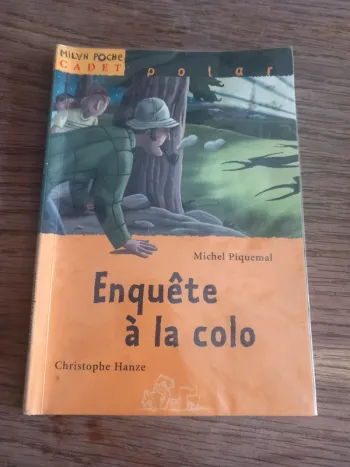 MILAN POCHE
CADET
polar
Michel Piquemal
Enquête
à la colo
Christophe Hanze